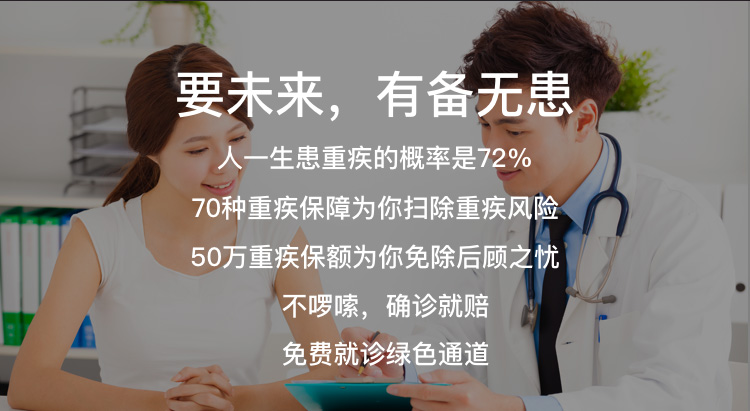 要未来，有备无患
人一生患重疾的概率是72%
70种重疾保障为你扫除重疾风险
50万重疾保额为你免除后顾之忧
不啰嗦，确诊就赔
免费就诊绿色通道